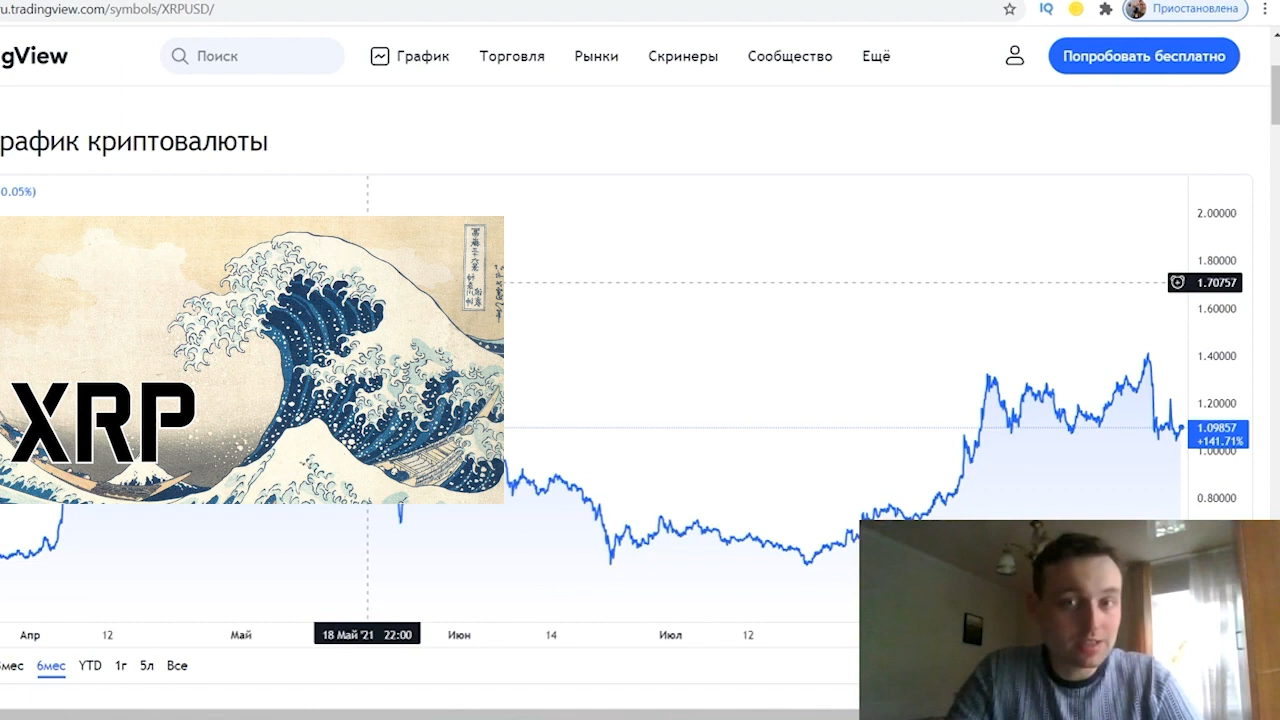 u.tradingview.com/symbols/XRPUSD/
IQ
Приостановлена
gView
Поиск
График
Торговля
Рынки
Скринеры
Сообщество
Ещё
Попробовать бесплатно
рафик криптовалюты
0.05%)
2.00000
1.80000
1.70757
1.60000
1.40000
1.20000
1.09857
+141.71%
1.00000
0.80000
XRP
Апр
12
Май
18 Май '21 22:00
Июн
14
Июл
12
мес
6мес
YTD
1г
5л
Все